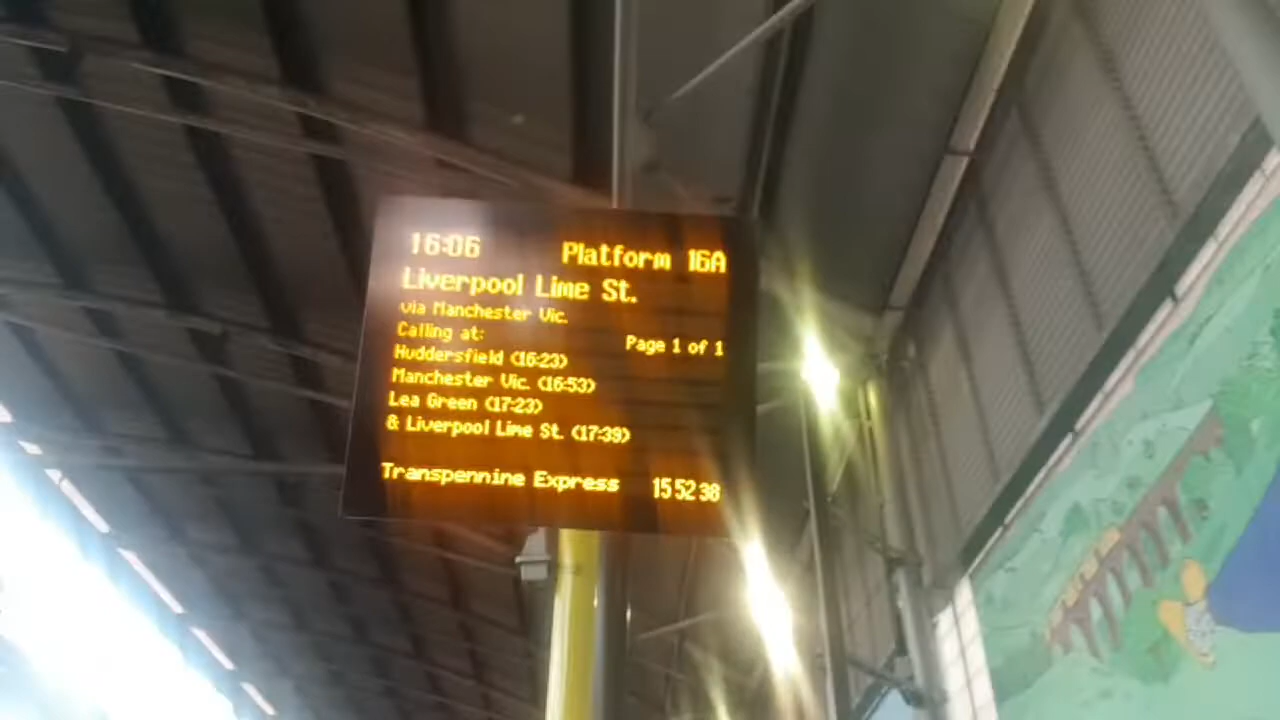 16:06 Platform 16A
Liverpool Lime St.
via Manchester Vic.
Calling at: Page 1 of 1
Huddersfield (16:23)
Manchester Vic. (16:53)
Lea Green (17:23)
& Liverpool Lime St. (17:39)
Transpennine Express 15 52 38